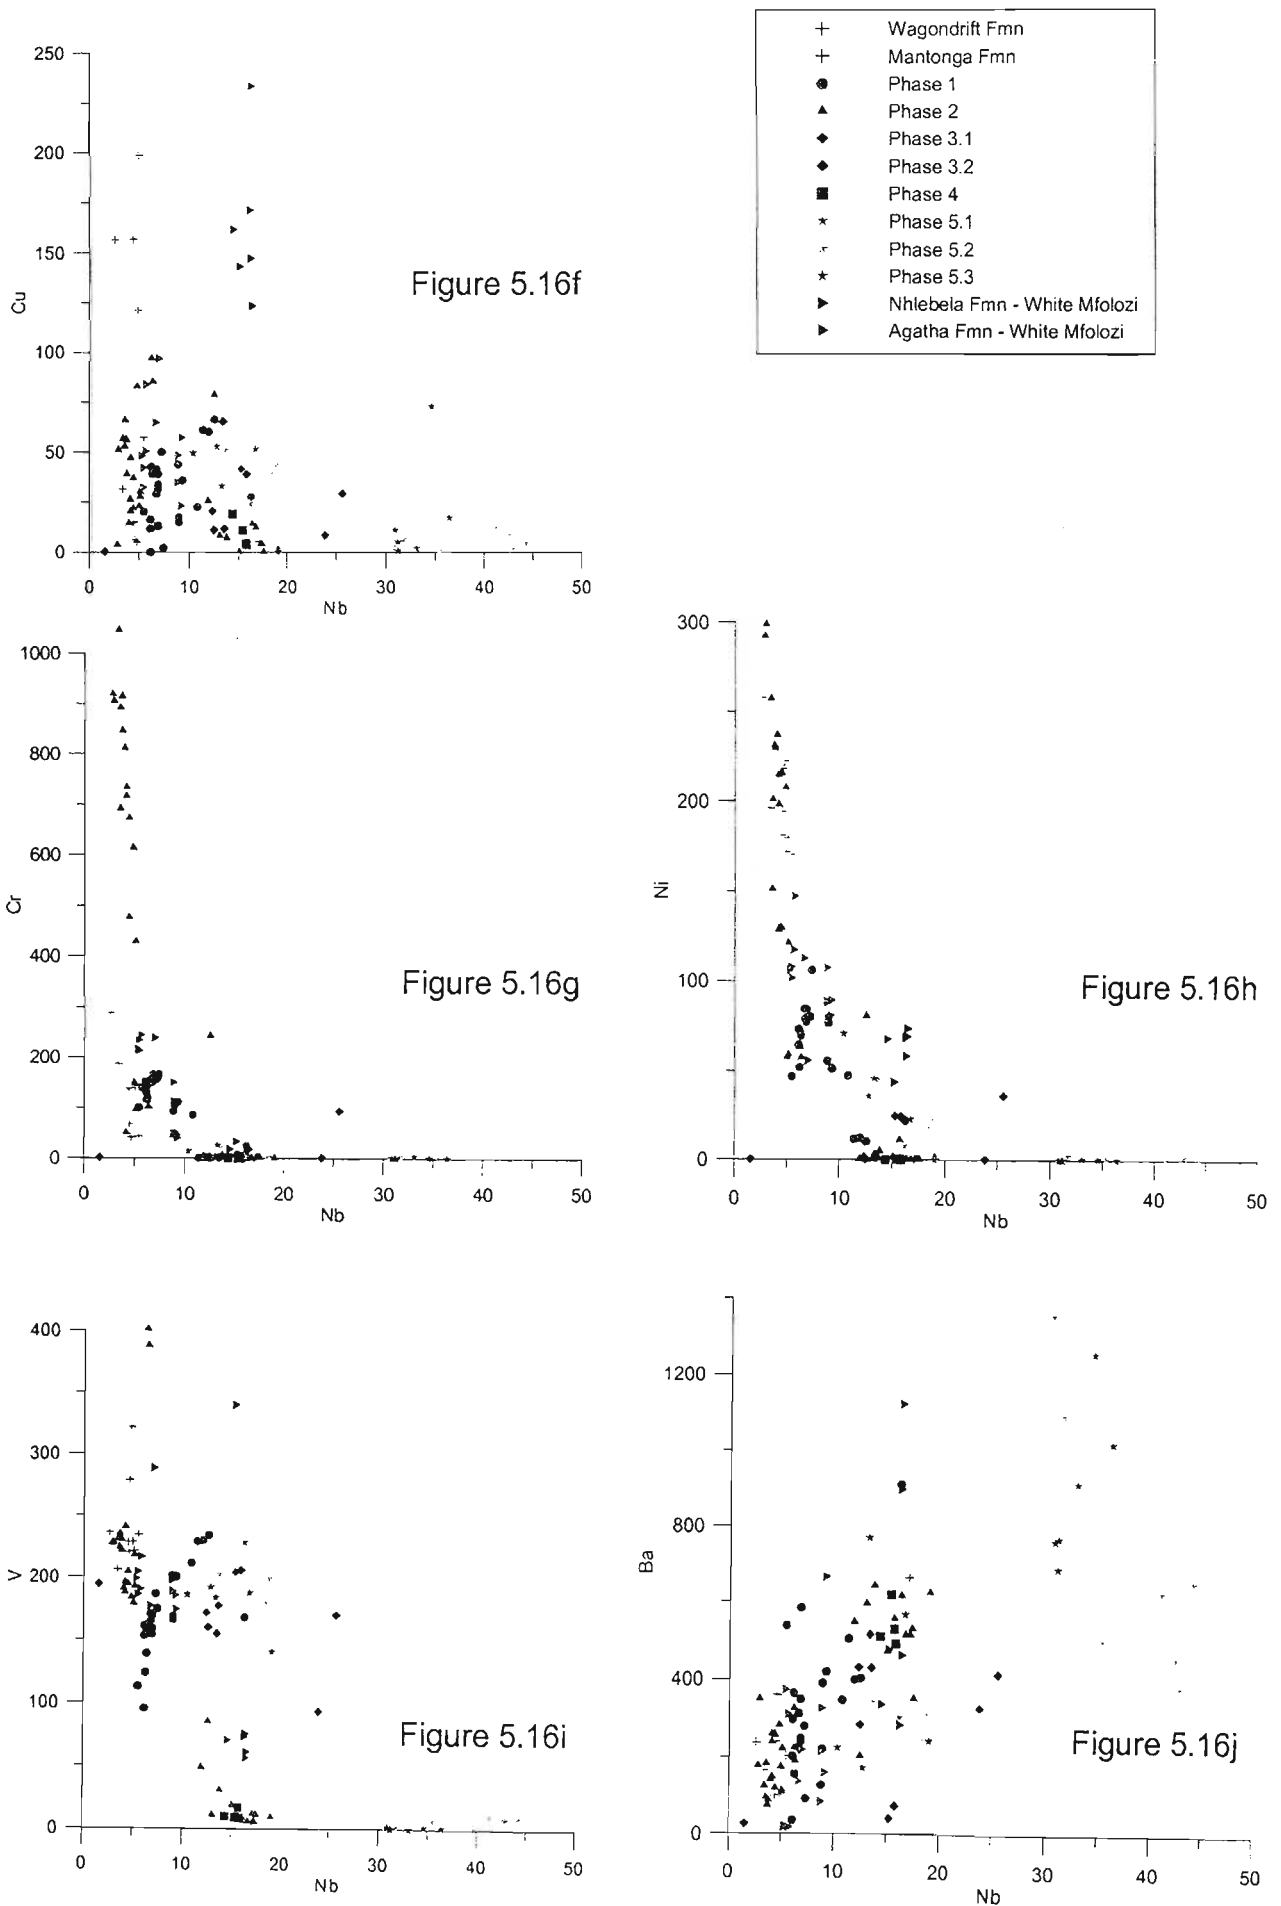 Wagondrift Fmn
Mantonga Fmn
Phase 1
Phase 2
Phase 3.1
Phase 3.2
Phase 4
Phase 5.1
Phase 5.2
Phase 5.3
Nhlebela Fmn - White Mfolozi
Agatha Fmn - White Mfolozi
250
200
150
100
50
0
Cu
0 10 20 30 40 50
Nb
Figure 5.16f
1000
800
600
400
200
0
Cr
0 10 20 30 40 50
Nb
Figure 5.16g
300
200
100
0
Ni
0 10 20 30 40 50
Nb
Figure 5.16h
400
300
200
100
0
V
0 10 20 30 40 50
Nb
Figure 5.16i
1200
800
400
0
Ba
0 10 20 30 40 50
Nb
Figure 5.16j